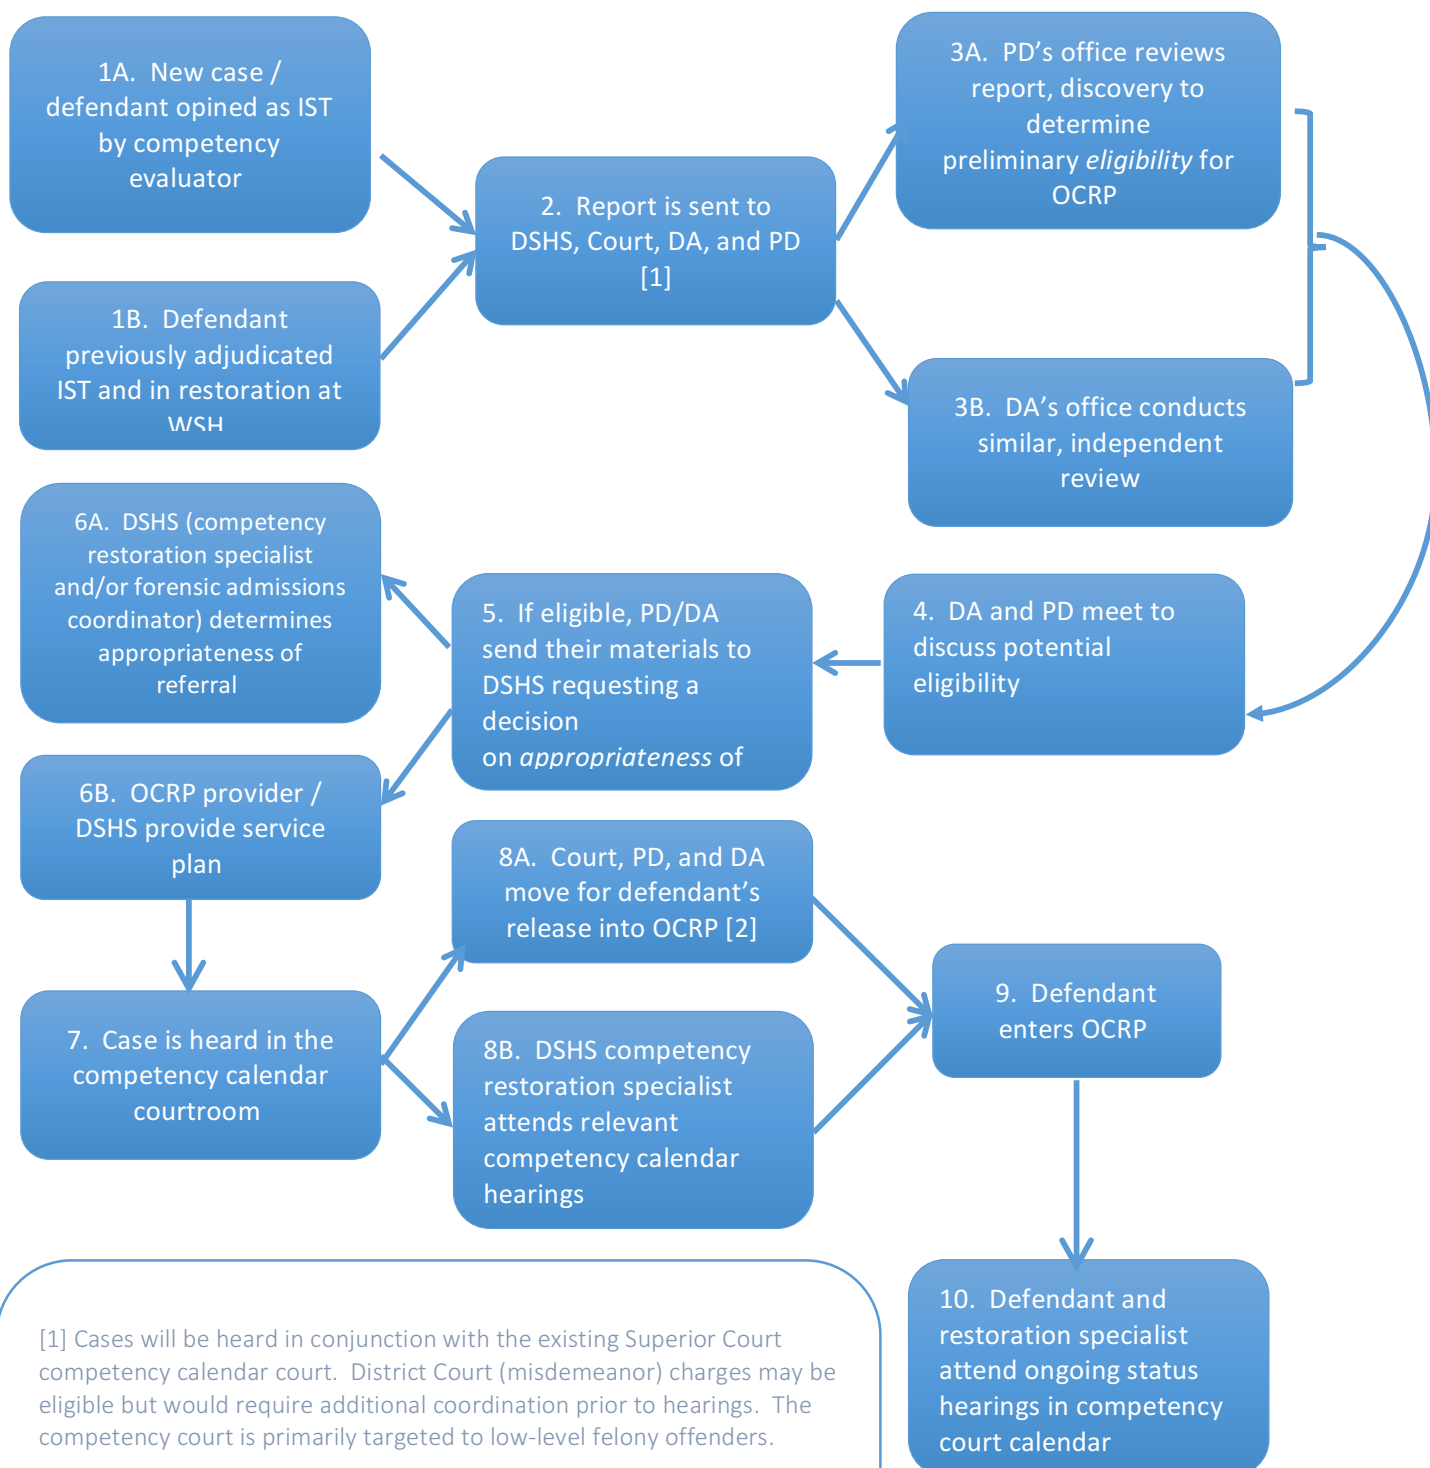 1A. New case /
defendant opined as IST
by competency
evaluator
1B. Defendant
previously adjudicated
IST and in restoration at
WSH
2. Report is sent to
DSHS, Court, DA, and PD
[1]
3A. PD’s office reviews
report, discovery to
determine
preliminary eligibility for
OCRP
3B. DA’s office conducts
similar, independent
review
4. DA and PD meet to
discuss potential
eligibility
5. If eligible, PD/DA
send their materials to
DSHS requesting a
decision
on appropriateness of
6A. DSHS (competency
restoration specialist
and/or forensic admissions
coordinator) determines
appropriateness of
referral
6B. OCRP provider /
DSHS provide service
plan
7. Case is heard in the
competency calendar
courtroom
8A. Court, PD, and DA
move for defendant’s
release into OCRP [2]
8B. DSHS competency
restoration specialist
attends relevant
competency calendar
hearings
9. Defendant
enters OCRP
10. Defendant and
restoration specialist
attend ongoing status
hearings in competency
court calendar
[1] Cases will be heard in conjunction with the existing Superior Court
competency calendar court. District Court (misdemeanor) charges may be
eligible but would require additional coordination prior to hearings. The
competency court is primarily targeted to low-level felony offenders.